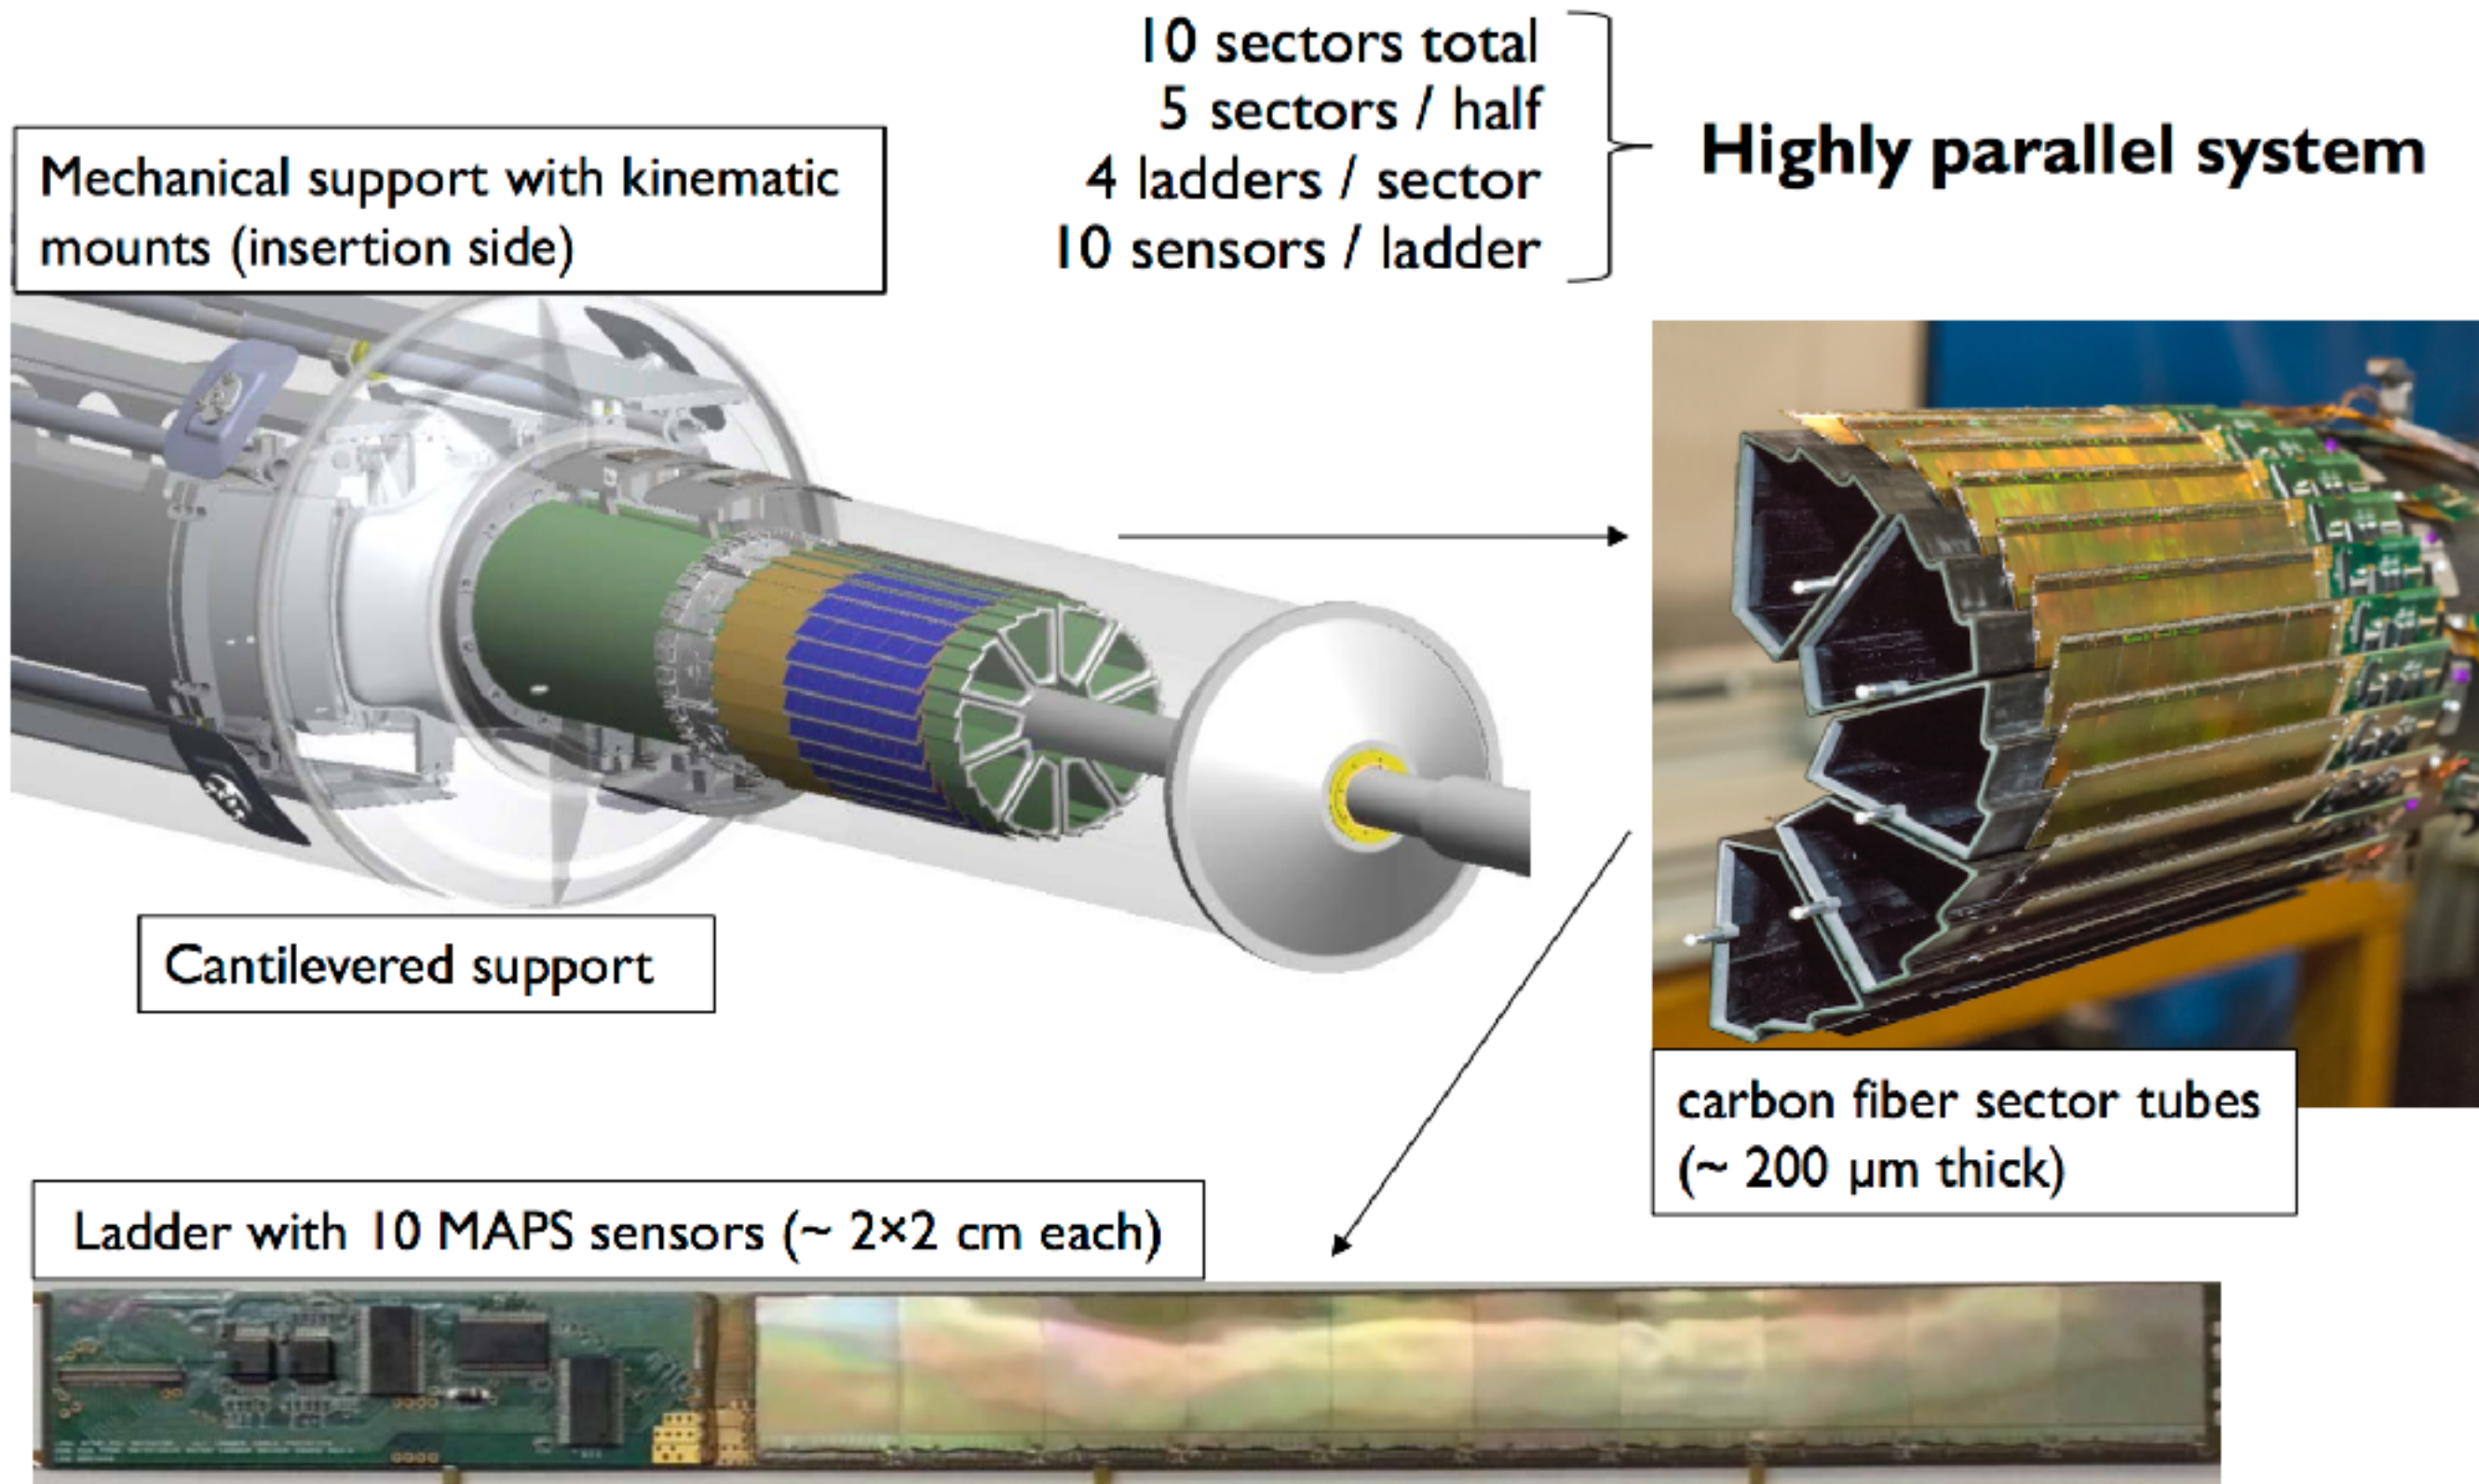 10 sectors total
5 sectors / half
4 ladders / sector
10 sensors / ladder
Highly parallel system
Mechanical support with kinematic
mounts (insertion side)
Cantilevered support
carbon fiber sector tubes
(~ 200 µm thick)
Ladder with 10 MAPS sensors (~ 2×2 cm each)